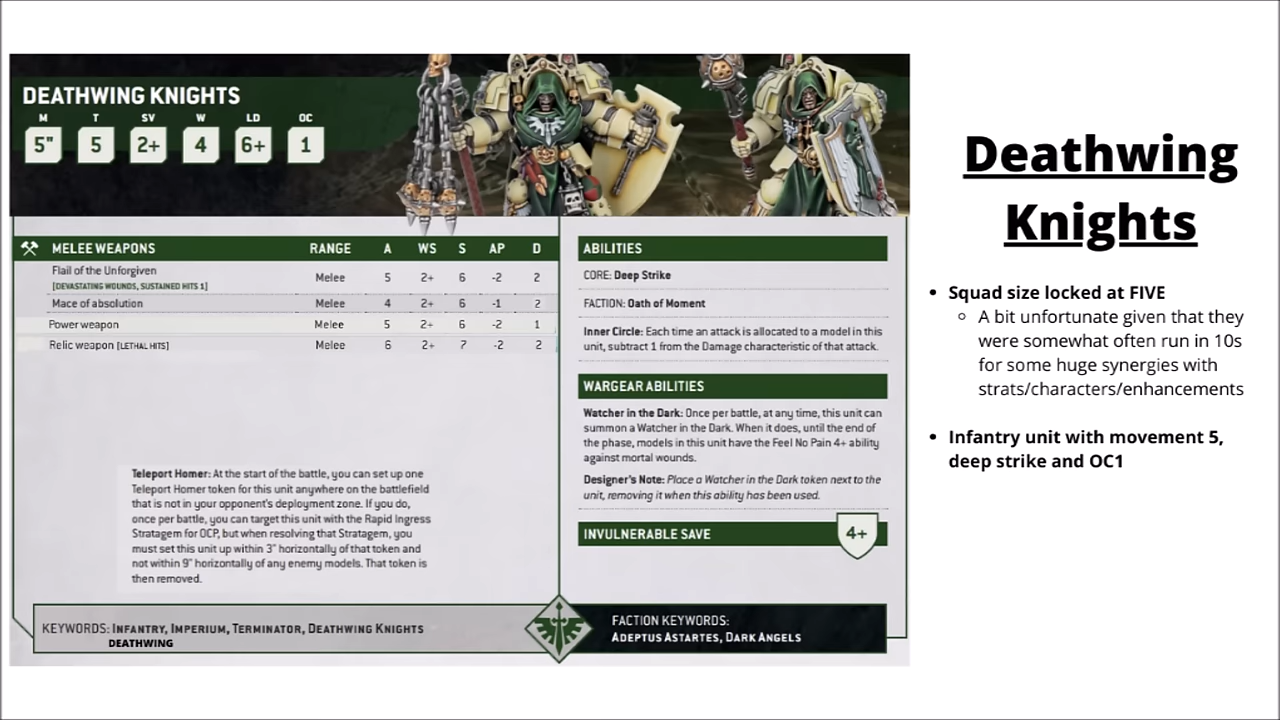 DEATHWING KNIGHTS
M T SV W LD OC
5" 5 2+ 4 6+ 1
MELEE WEAPONS RANGE A WS S AP D
Flail of the Unforgiven Melee 5 2+ 6 -2 2
[DEVASTATING WOUNDS, SUSTAINED HITS 1]
Mace of absolution Melee 4 2+ 6 -1 2
Power weapon Melee 5 2+ 6 -2 1
Relic weapon [LETHAL HITS] Melee 6 2+ 7 -2 2
Teleport Homer: At the start of the battle, you can set up one
Teleport Homer token for this unit anywhere on the battlefield
that is not in your opponent's deployment zone. If you do,
once per battle, you can target this unit with the Rapid Ingress
Stratagem for 0CP, but when resolving that Stratagem, you
must set this unit up within 3" horizontally of that token and
not within 9" horizontally of any enemy models. That token is
then removed.
ABILITIES
CORE: Deep Strike
FACTION: Oath of Moment
Inner Circle: Each time an attack is allocated to a model in this
unit, subtract 1 from the Damage characteristic of that attack.
WARGEAR ABILITIES
Watcher in the Dark: Once per battle, at any time, this unit can
summon a Watcher in the Dark. When it does, until the end of
the phase, models in this unit have the Feel No Pain 4+ ability
against mortal wounds.
Designer's Note: Place a Watcher in the Dark token next to the
unit, removing it when this ability has been used.
INVULNERABLE SAVE 4+
KEYWORDS: INFANTRY, IMPERIUM, TERMINATOR, DEATHWING KNIGHTS
DEATHWING
FACTION KEYWORDS:
ADEPTUS ASTARTES, DARK ANGELS
Deathwing
Knights
• Squad size locked at FIVE
○ A bit unfortunate given that they
were somewhat often run in 10s
for some huge synergies with
strats/characters/enhancements
• Infantry unit with movement 5,
deep strike and OC1